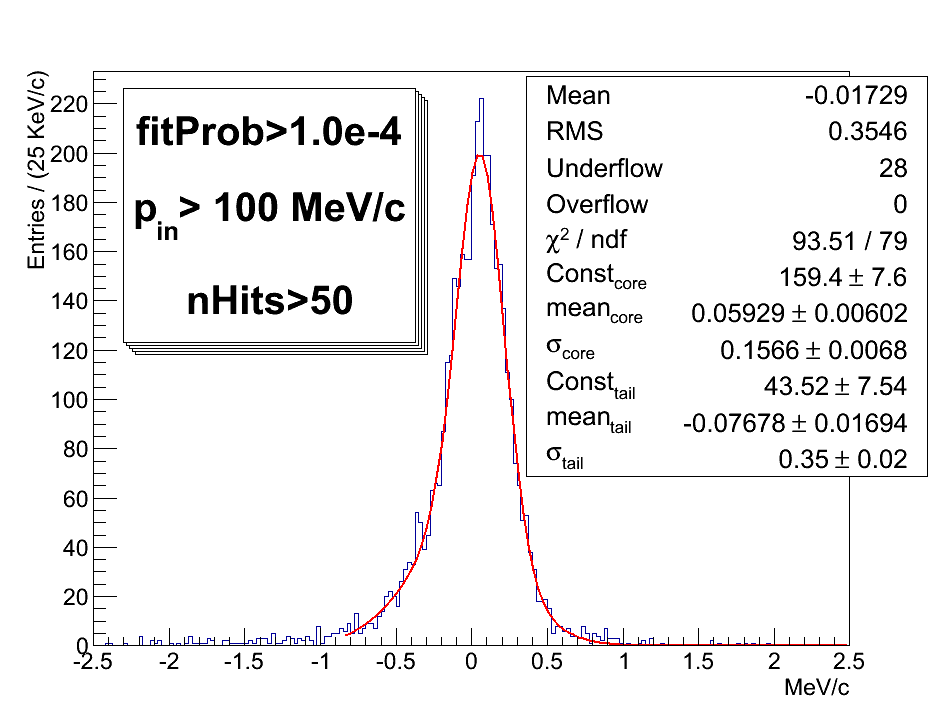 Entries / (25 KeV/c)
220
200
180
160
140
120
100
80
60
40
20
0
fitProb>1.0e-4
p_in> 100 MeV/c
nHits>50
Mean -0.01729
RMS 0.3546
Underflow 28
Overflow 0
χ² / ndf 93.51 / 79
Const_core 159.4 ± 7.6
mean_core 0.05929 ± 0.00602
σ_core 0.1566 ± 0.0068
Const_tail 43.52 ± 7.54
mean_tail -0.07678 ± 0.01694
σ_tail 0.35 ± 0.02
-2.5 -2 -1.5 -1 -0.5 0 0.5 1 1.5 2 2.5
MeV/c